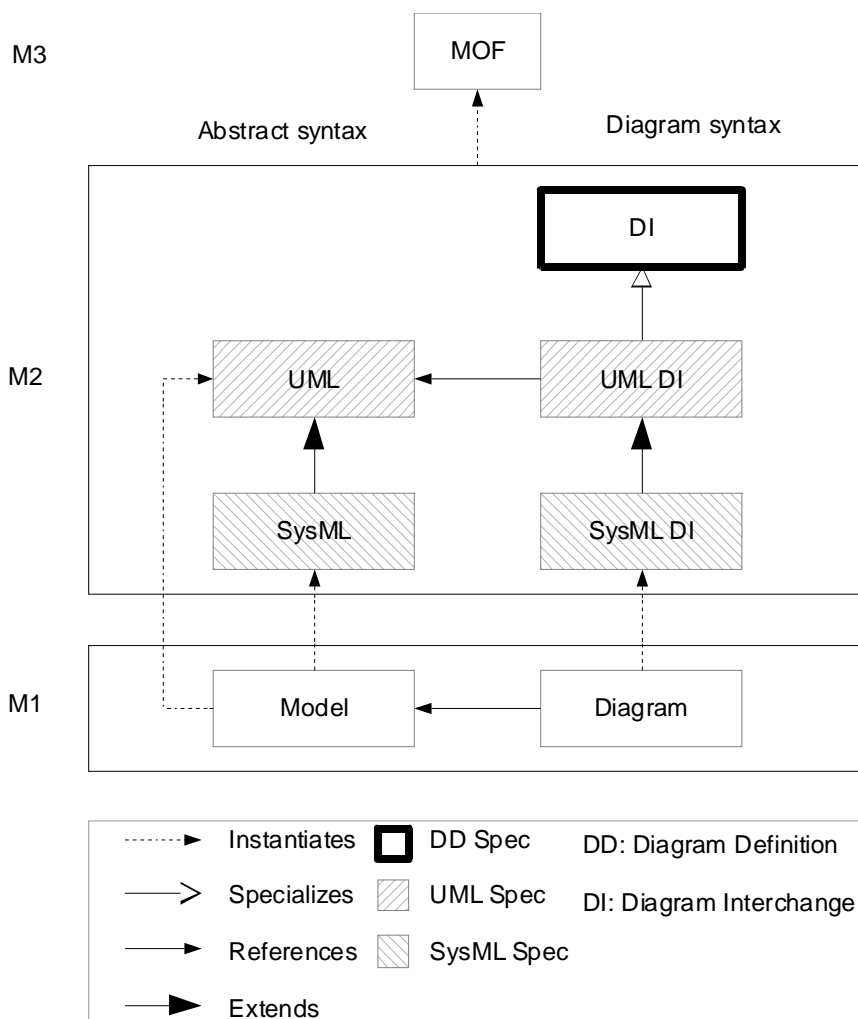 M3
MOF
Abstract syntax
Diagram syntax
DI
M2
UML
UML DI
SysML
SysML DI
M1
Model
Diagram
Instantiates
DD Spec
DD: Diagram Definition
Specializes
UML Spec
DI: Diagram Interchange
References
SysML Spec
Extends